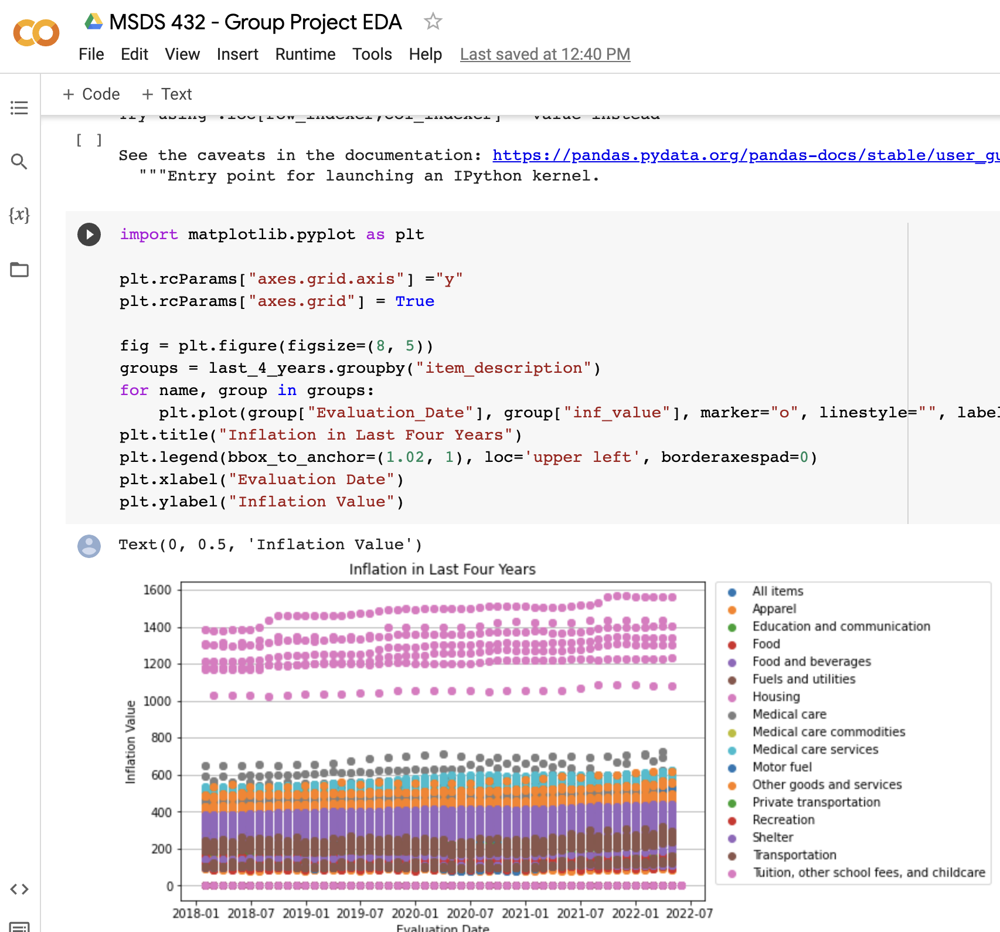 MSDS 432 - Group Project EDA
File Edit View Insert Runtime Tools Help Last saved at 12:40 PM
+ Code + Text
Try using .loc[row_indexer,col_indexer] = value instead
[ ]
See the caveats in the documentation: https://pandas.pydata.org/pandas-docs/stable/user_gu
"""Entry point for launching an IPython kernel.
{x}
import matplotlib.pyplot as plt
plt.rcParams["axes.grid.axis"] ="y"
plt.rcParams["axes.grid"] = True
fig = plt.figure(figsize=(8, 5))
groups = last_4_years.groupby("item_description")
for name, group in groups:
    plt.plot(group["Evaluation_Date"], group["inf_value"], marker="o", linestyle="", label
plt.title("Inflation in Last Four Years")
plt.legend(bbox_to_anchor=(1.02, 1), loc='upper left', borderaxespad=0)
plt.xlabel("Evaluation Date")
plt.ylabel("Inflation Value")
Text(0, 0.5, 'Inflation Value')
Inflation in Last Four Years
1600
1400
1200
1000
800
600
400
200
0
Inflation Value
2018-01 2018-07 2019-01 2019-07 2020-01 2020-07 2021-01 2021-07 2022-01 2022-07
Evaluation Date
All items
Apparel
Education and communication
Food
Food and beverages
Fuels and utilities
Housing
Medical care
Medical care commodities
Medical care services
Motor fuel
Other goods and services
Private transportation
Recreation
Shelter
Transportation
Tuition, other school fees, and childcare